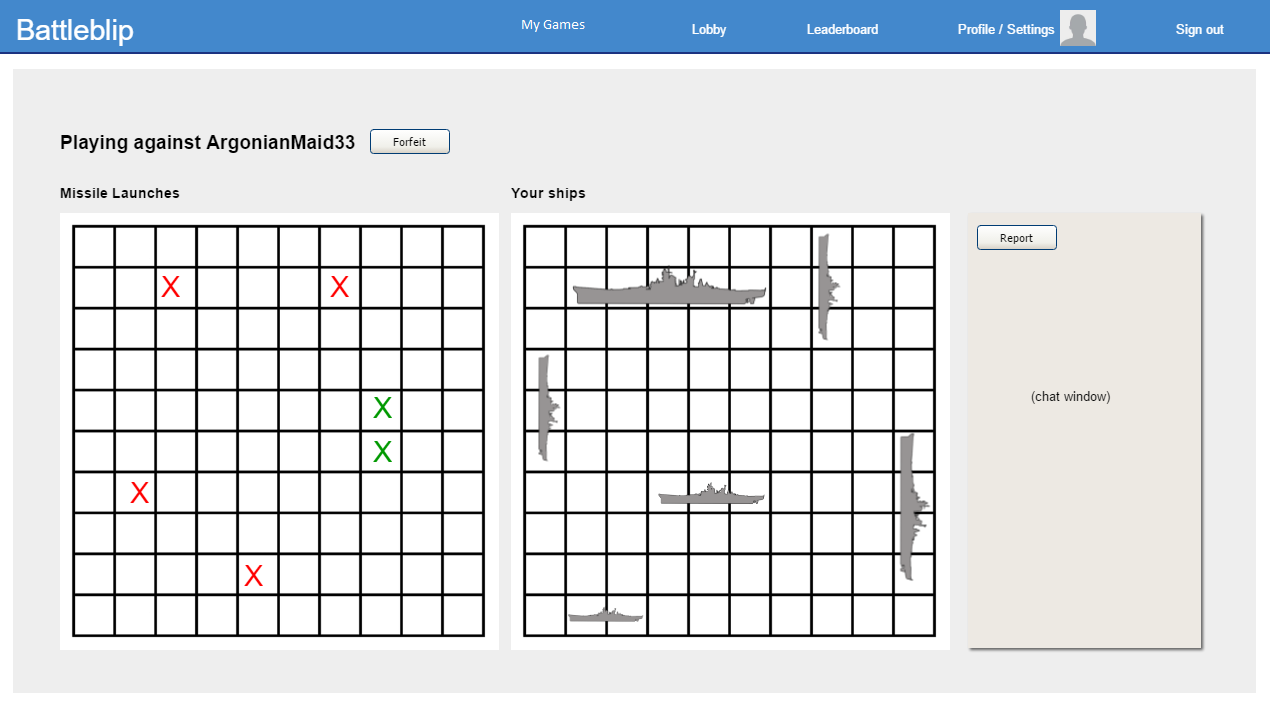 Battleblip
My Games
Lobby
Leaderboard
Profile / Settings
Sign out
Playing against ArgonianMaid33
Forfeit
Missile Launches
Your ships
X
X
X
X
X
X
Report
(chat window)